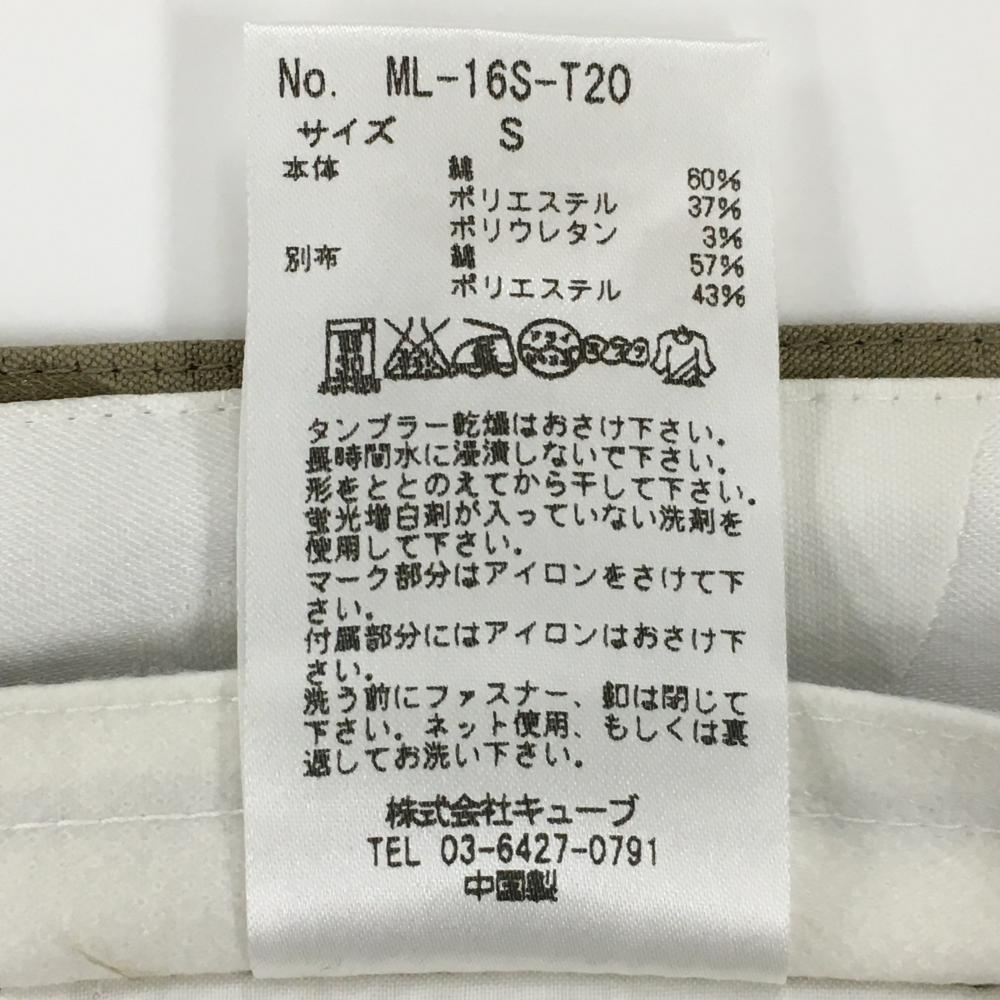 No. ML-16S-T20
サイズ S
本体 綿 60%
ポリエステル 37%
ポリウレタン 3%
別布 綿 57%
ポリエステル 43%
タンブラー乾燥はおさけ下さい。
長時間水に浸漬しないで下さい。
形をととのえてから干して下さい。
蛍光増白剤が入っていない洗剤を
使用して下さい。
マーク部分はアイロンをさけて下
さい。
付属部分にはアイロンはおさけ下
さい。
洗う前にファスナー、釦は閉じて
下さい。ネット使用、もしくは裏
返してお洗い下さい。
株式会社キューブ
TEL 03-6427-0791
中国製